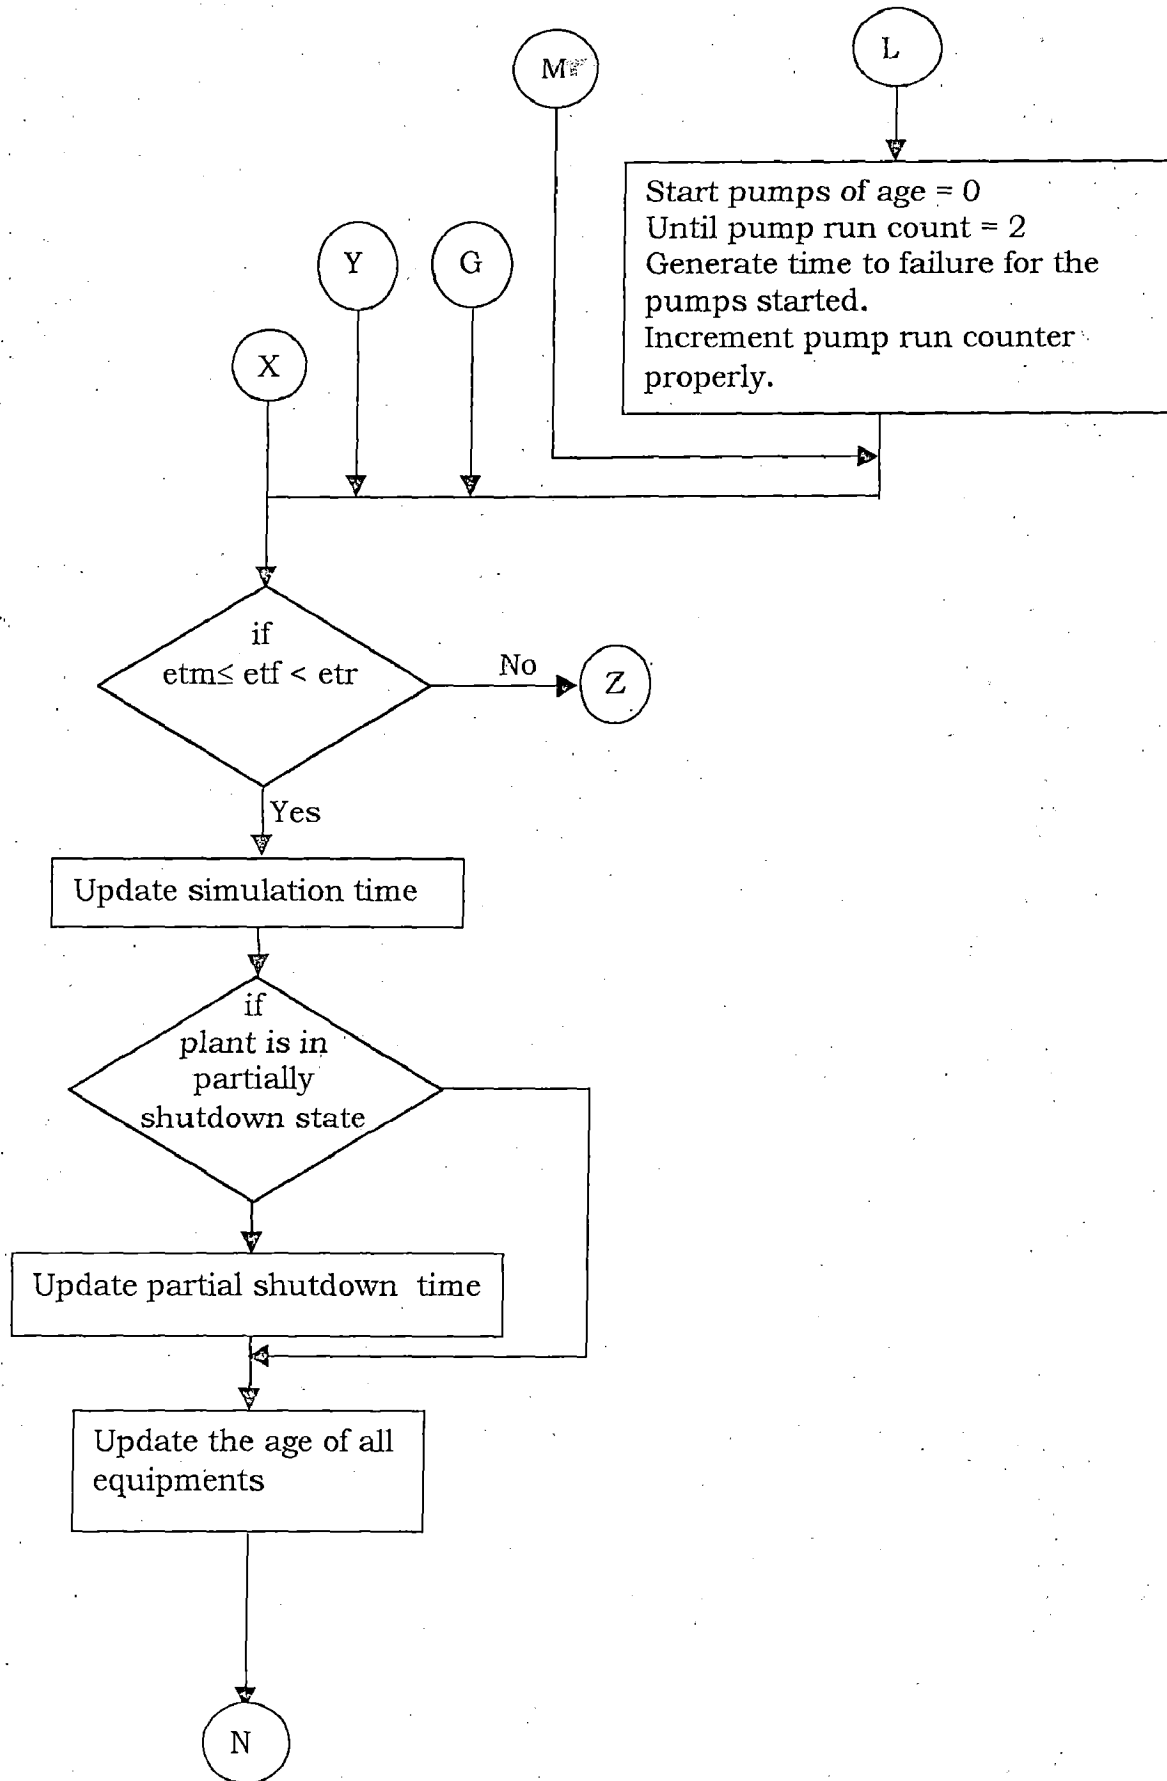 L
M
Start pumps of age = 0
Until pump run count = 2
Generate time to failure for the
pumps started.
Increment pump run counter
properly.
Y
G
X
if
etm≤ etf < etr
No
Z
Yes
Update simulation time
if
plant is in
partially
shutdown state
Update partial shutdown time
Update the age of all
equipments
N